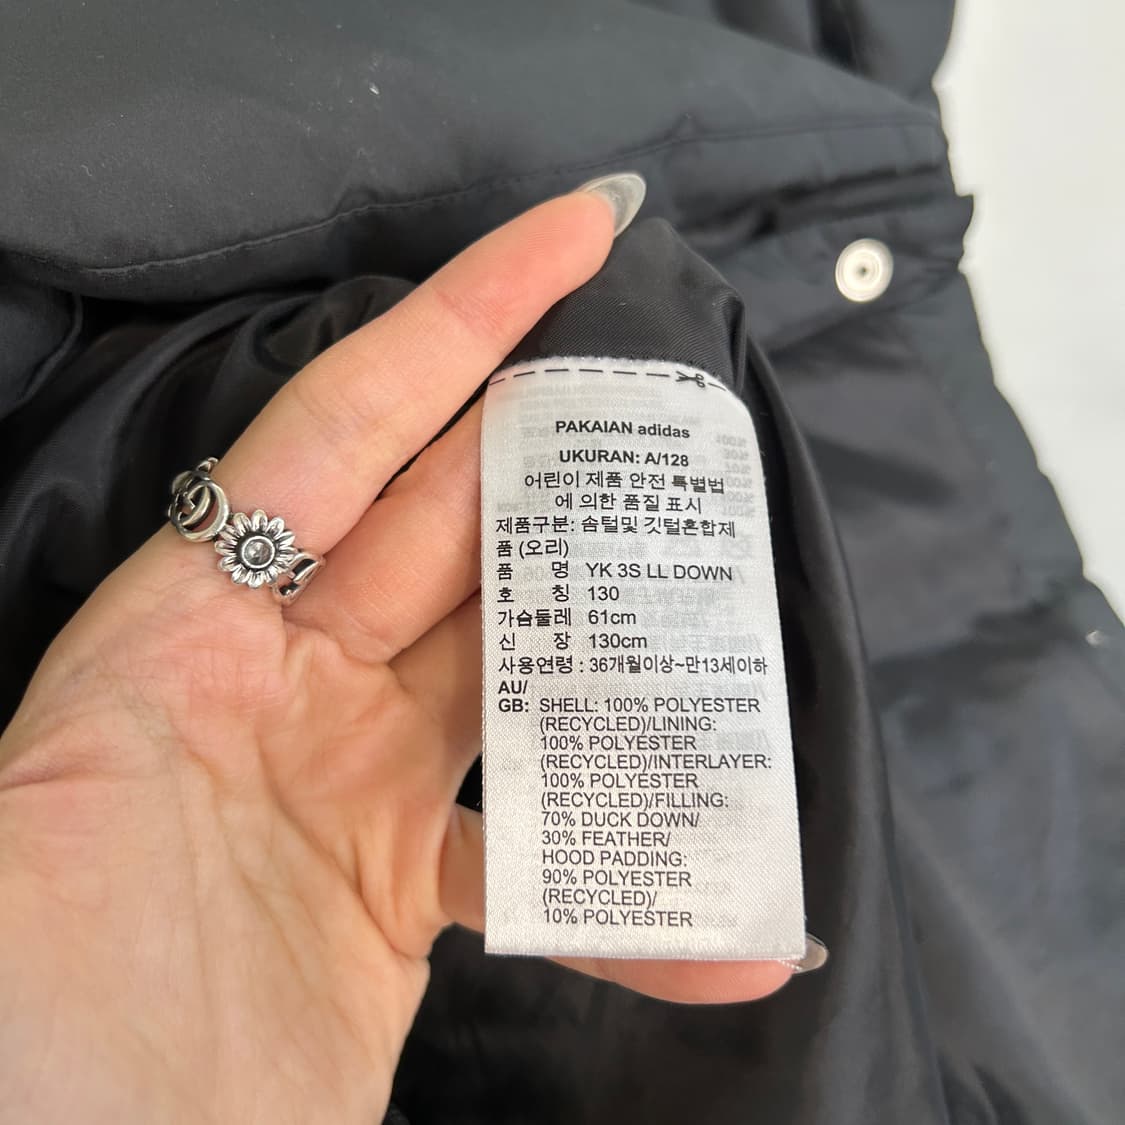 PAKAIAN adidas
UKURAN: A/128
어린이 제품 안전 특별법
에 의한 품질 표시
제품구분: 솜털및 깃털혼합제
품 (오리)
품 명 YK 3S LL DOWN
호 칭 130
가슴둘레 61cm
신 장 130cm
사용연령 : 36개월이상~만13세이하
AU/
GB: SHELL: 100% POLYESTER
(RECYCLED)/LINING:
100% POLYESTER
(RECYCLED)/INTERLAYER:
100% POLYESTER
(RECYCLED)/FILLING:
70% DUCK DOWN/
30% FEATHER/
HOOD PADDING:
90% POLYESTER
(RECYCLED)/
10% POLYESTER